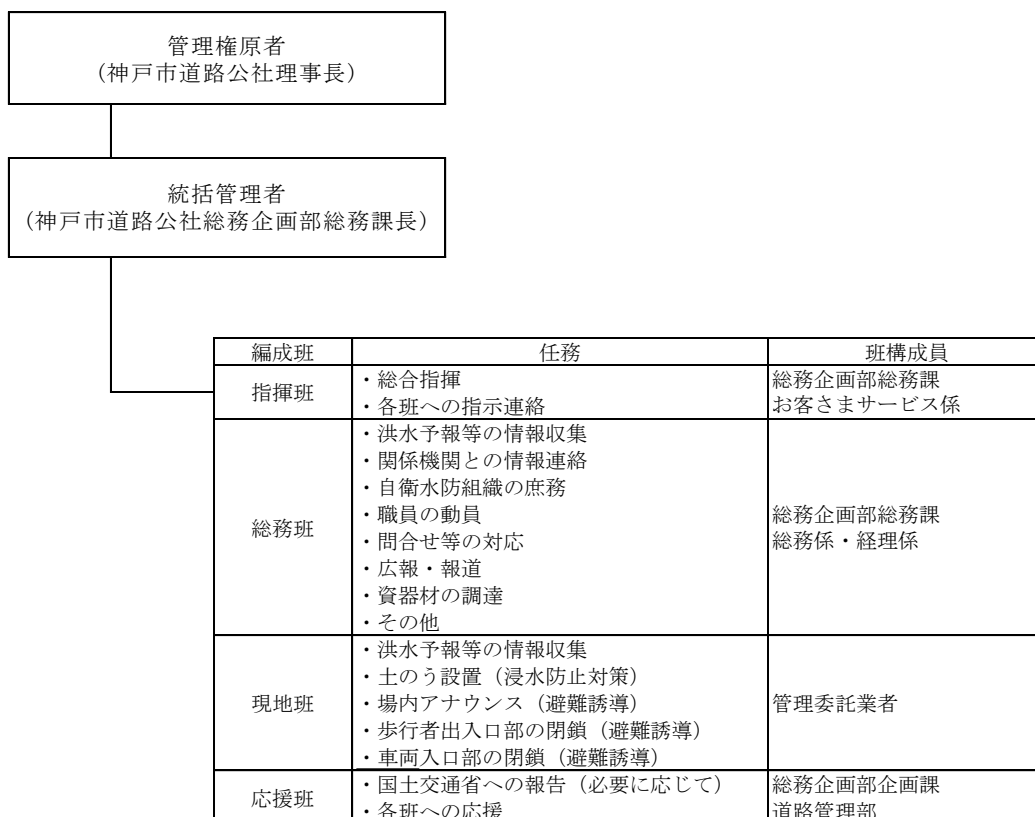 管理権原者
（神戸市道路公社理事長）
統括管理者
（神戸市道路公社総務企画部総務課長）
編成班 任務 班構成員
指揮班
・総合指揮
・各班への指示連絡
総務企画部総務課
お客さまサービス係
総務班
・洪水予報等の情報収集
・関係機関との情報連絡
・自衛水防組織の庶務
・職員の動員
・問合せ等の対応
・広報・報道
・資器材の調達
・その他
総務企画部総務課
総務係・経理係
現地班
・洪水予報等の情報収集
・土のう設置（浸水防止対策）
・場内アナウンス（避難誘導）
・歩行者出入口部の閉鎖（避難誘導）
・車両入口部の閉鎖（避難誘導）
管理委託業者
応援班
・国土交通省への報告（必要に応じて）
・各班への応援
総務企画部企画課
道路管理部